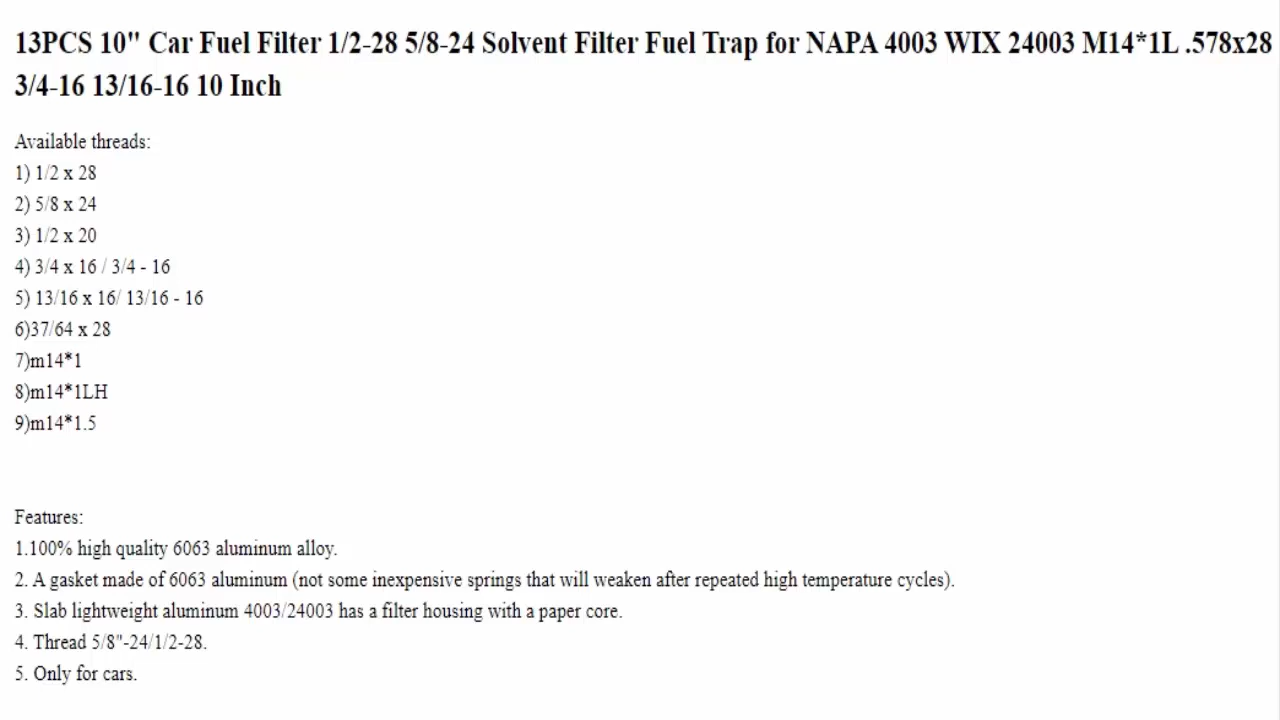 13PCS 10" Car Fuel Filter 1/2-28 5/8-24 Solvent Filter Fuel Trap for NAPA 4003 WIX 24003 M14*1L .578x28
3/4-16 13/16-16 10 Inch
Available threads:
1) 1/2 x 28
2) 5/8 x 24
3) 1/2 x 20
4) 3/4 x 16 / 3/4 - 16
5) 13/16 x 16/ 13/16 - 16
6)37/64 x 28
7)m14*1
8)m14*1LH
9)m14*1.5
Features:
1.100% high quality 6063 aluminum alloy.
2. A gasket made of 6063 aluminum (not some inexpensive springs that will weaken after repeated high temperature cycles).
3. Slab lightweight aluminum 4003/24003 has a filter housing with a paper core.
4. Thread 5/8"-24/1/2-28.
5. Only for cars.